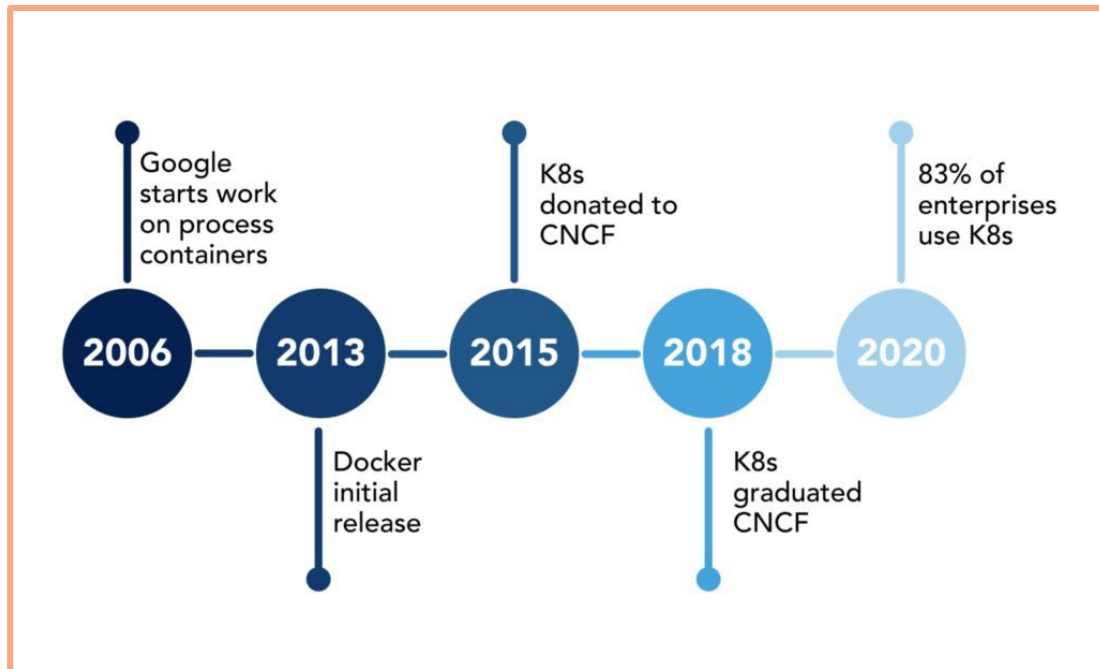 Google
starts work
on process
containers
K8s
donated to
CNCF
83% of
enterprises
use K8s
2006
2013
2015
2018
2020
Docker
initial
release
K8s
graduated
CNCF